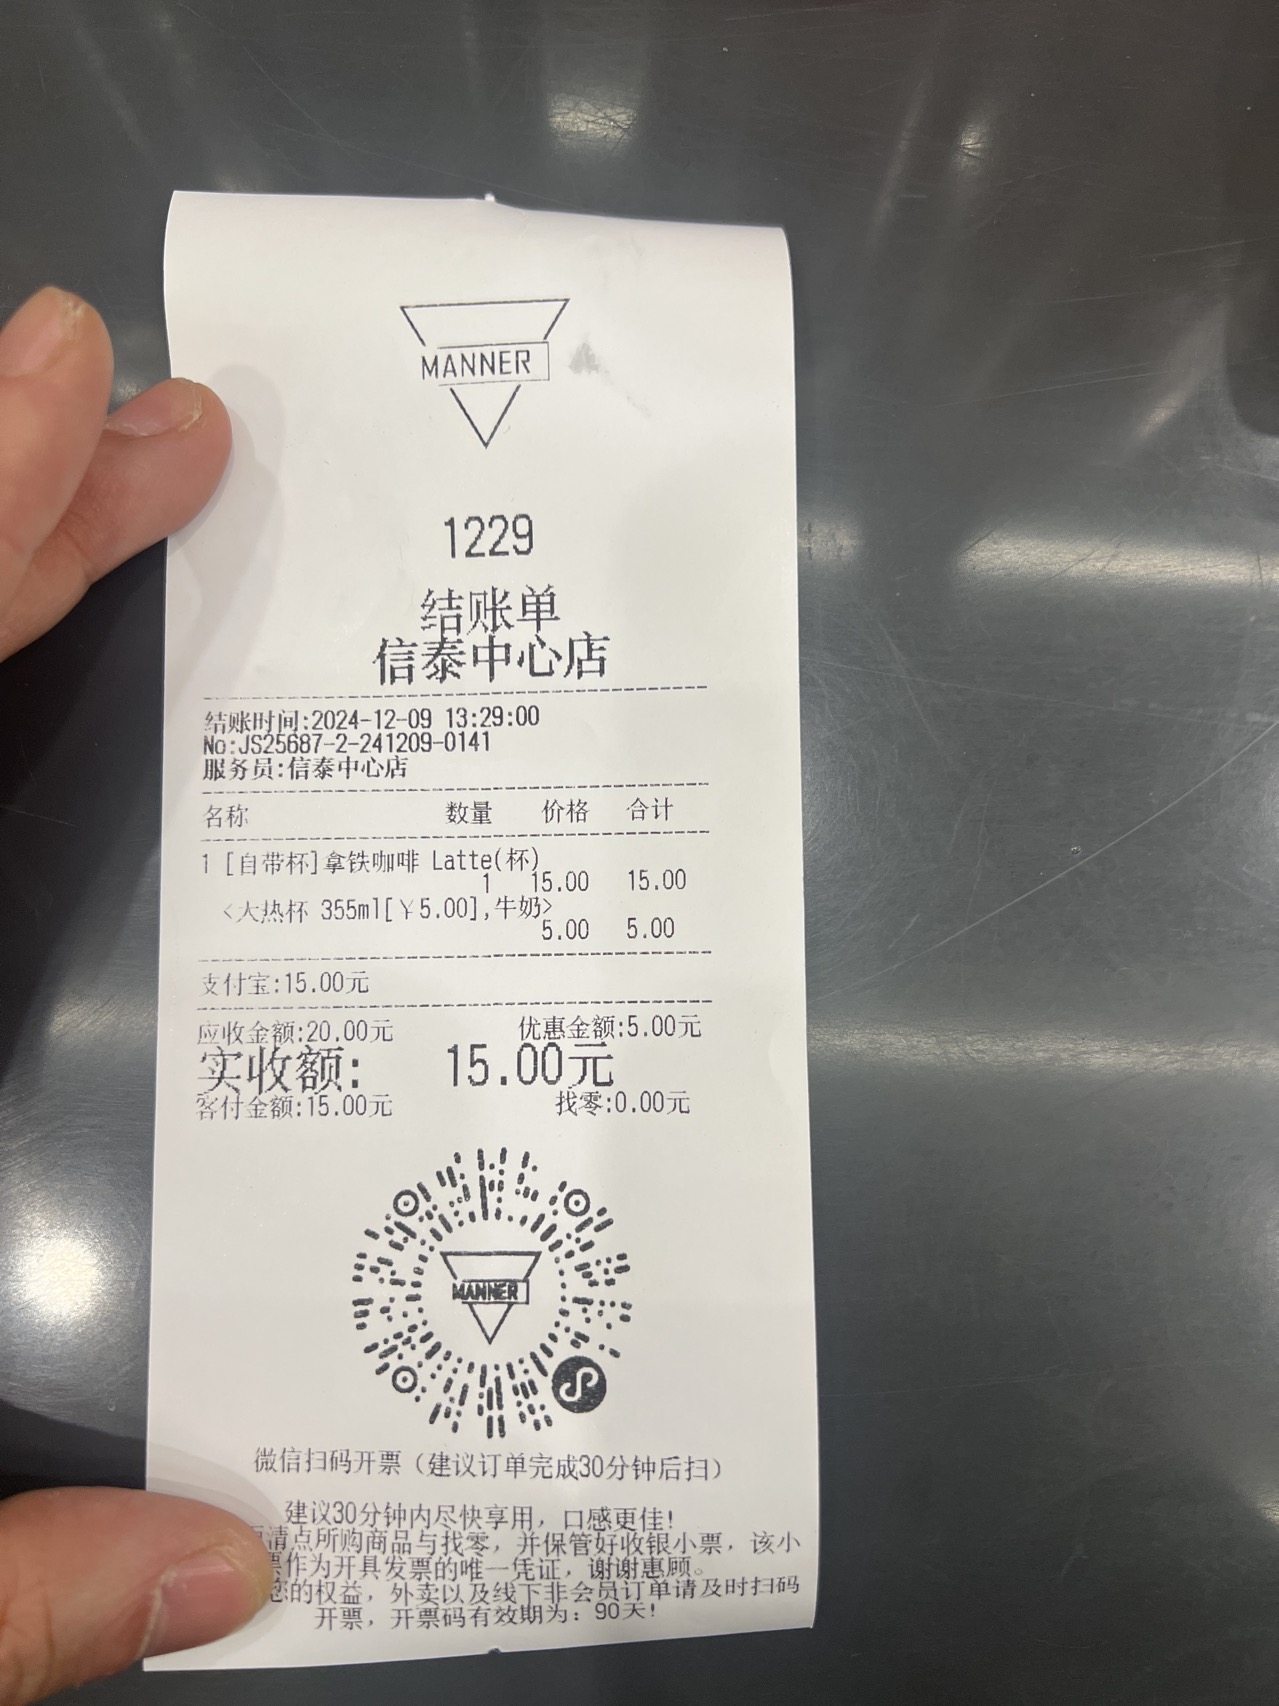 MANNER
1229
结账单
信泰中心店
结账时间:2024-12-09 13:29:00
No:JS25687-2-241209-0141
服务员:信泰中心店
名称 数量 价格 合计
1 [自带杯]拿铁咖啡 Latte(杯)
1 15.00 15.00
<大热杯 355ml[￥5.00],牛奶>
5.00 5.00
支付宝:15.00元
应收金额:20.00元 优惠金额:5.00元
实收额: 15.00元
客付金额:15.00元 找零:0.00元
MANNER
微信扫码开票（建议订单完成30分钟后扫）
建议30分钟内尽快享用，口感更佳!
清点所购商品与找零，并保管好收银小票，该小
票作为开具发票的唯一凭证，谢谢惠顾。
您的权益，外卖以及线下非会员订单请及时扫码
开票，开票码有效期为：90天!